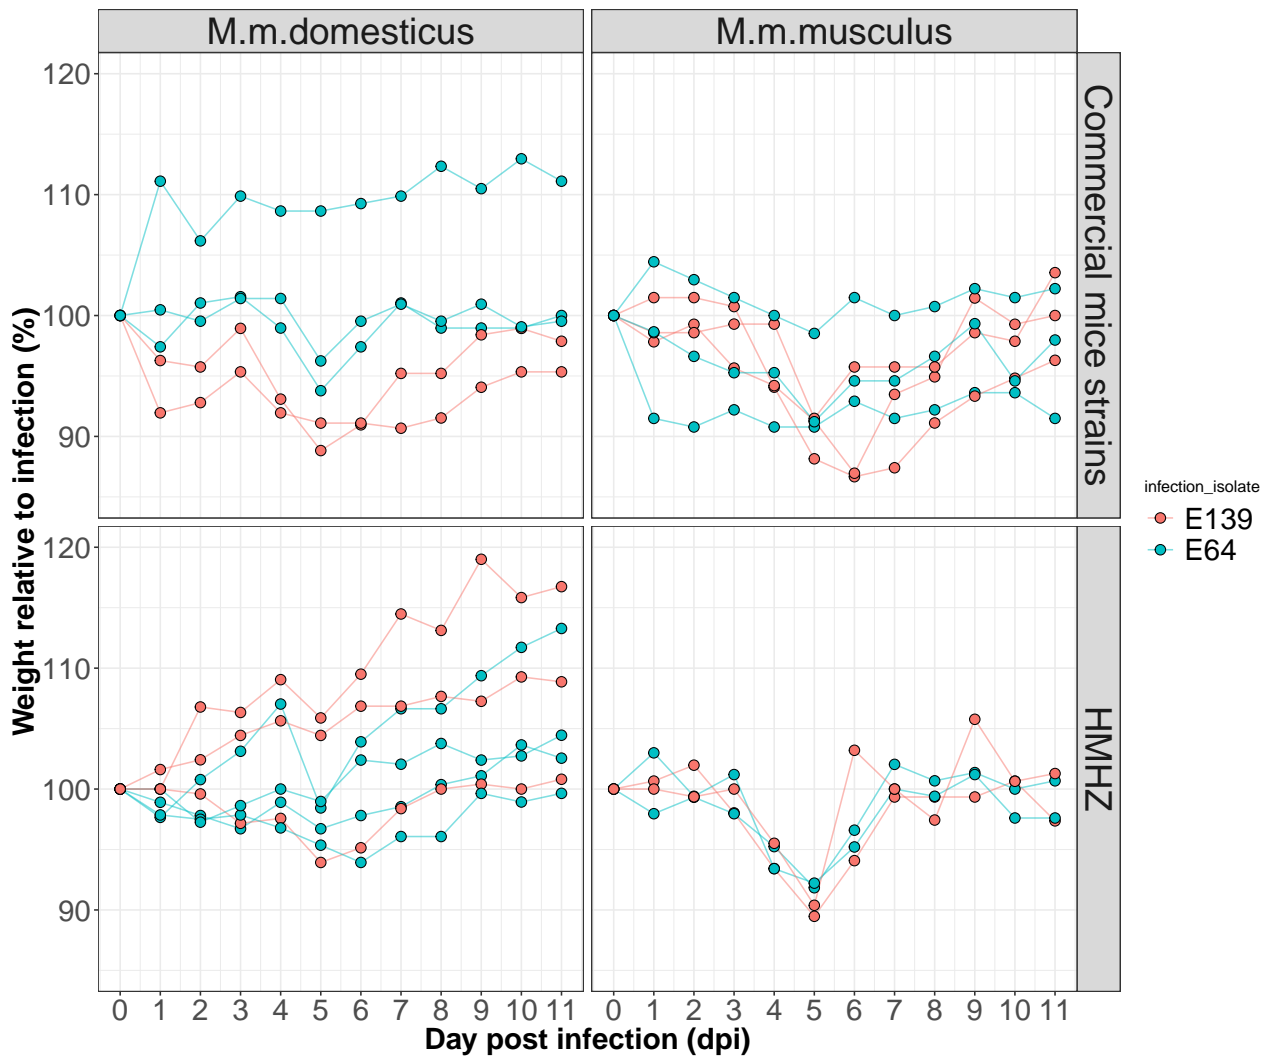 M.m.domesticus
M.m.musculus
120
110
100
90
Commercial mice strains
120
110
100
90
HMHZ
Weight relative to infection (%)
0 1 2 3 4 5 6 7 8 9 10 11
0 1 2 3 4 5 6 7 8 9 10 11
Day post infection (dpi)
infection_isolate
E139
E64